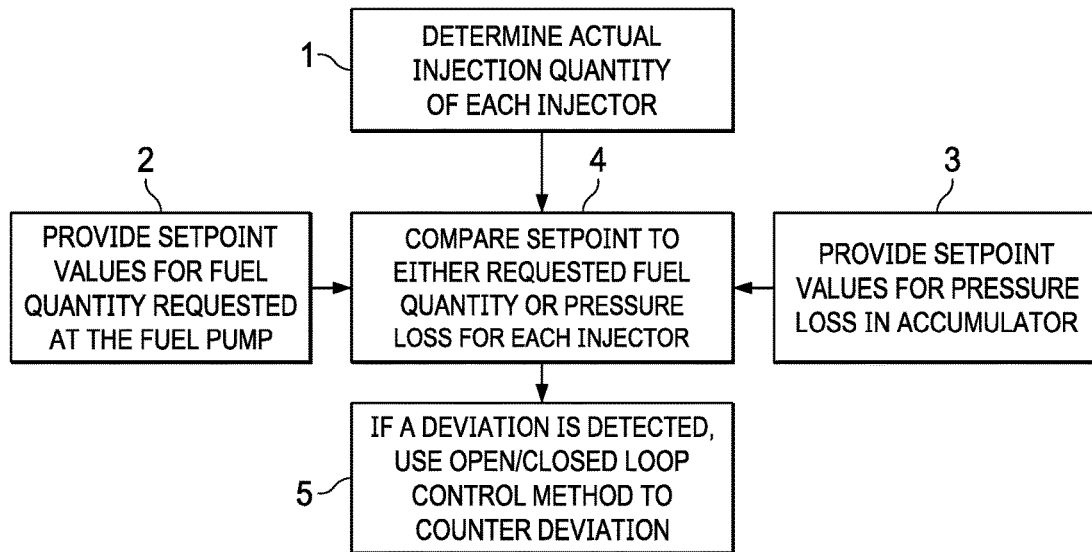 1
DETERMINE ACTUAL
INJECTION QUANTITY
OF EACH INJECTOR
2
PROVIDE SETPOINT
VALUES FOR FUEL
QUANTITY REQUESTED
AT THE FUEL PUMP
4
COMPARE SETPOINT TO
EITHER REQUESTED FUEL
QUANTITY OR PRESSURE
LOSS FOR EACH INJECTOR
3
PROVIDE SETPOINT
VALUES FOR PRESSURE
LOSS IN ACCUMULATOR
5
IF A DEVIATION IS DETECTED,
USE OPEN/CLOSED LOOP
CONTROL METHOD TO
COUNTER DEVIATION